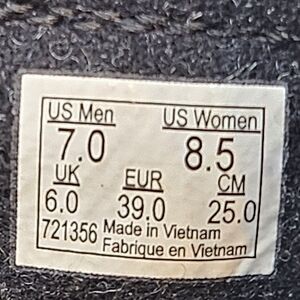 US Men US Women
7.0 8.5
UK EUR CM
6.0 39.0 25.0
721356 Made in Vietnam
Fabrique en Vietnam